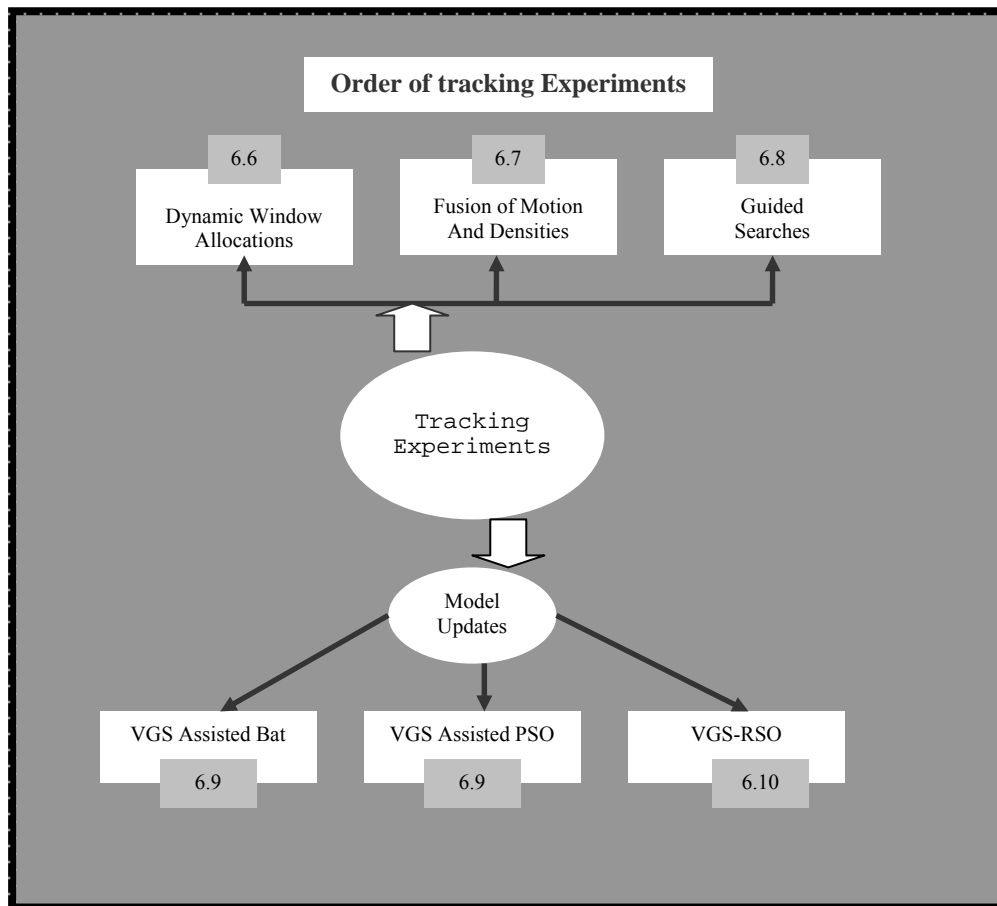 Order of tracking Experiments
6.6
6.7
6.8
Dynamic Window
Allocations
Fusion of Motion
And Densities
Guided
Searches
Tracking
Experiments
Model
Updates
VGS Assisted Bat
VGS Assisted PSO
VGS-RSO
6.9
6.9
6.10